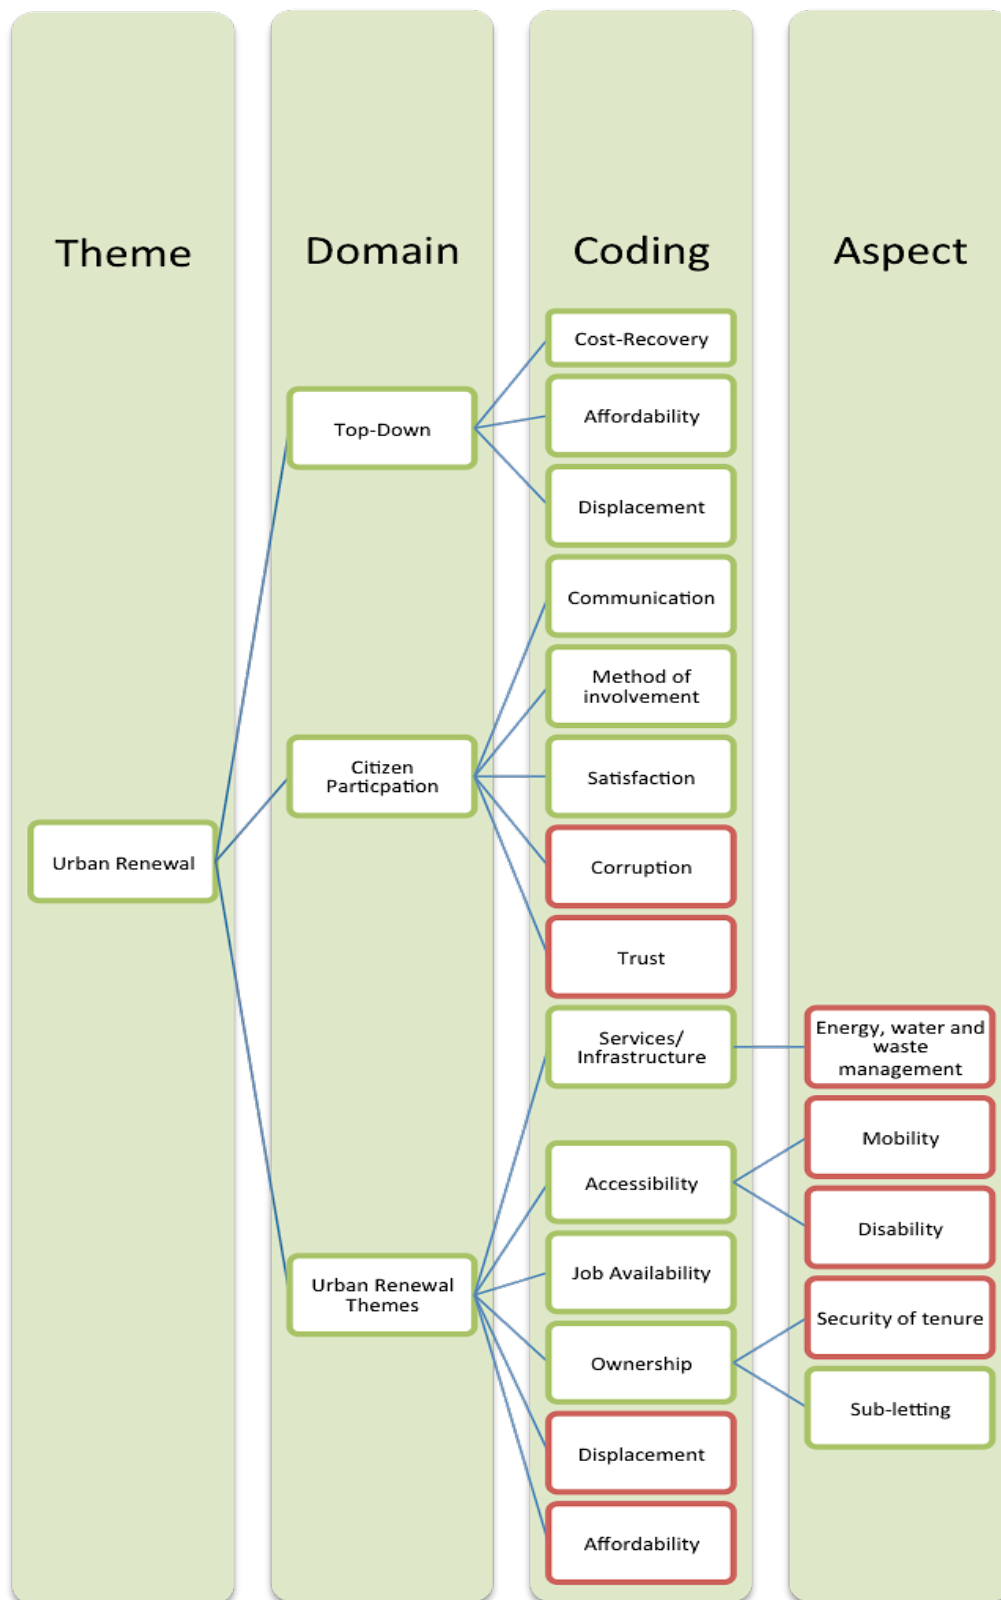 Theme
Domain
Coding
Aspect
Urban Renewal
Top-Down
Citizen
Particpation
Urban Renewal
Themes
Cost-Recovery
Affordability
Displacement
Communication
Method of
involvement
Satisfaction
Corruption
Trust
Services/
Infrastructure
Accessibility
Job Availability
Ownership
Displacement
Affordability
Energy, water and
waste
management
Mobility
Disability
Security of tenure
Sub-letting